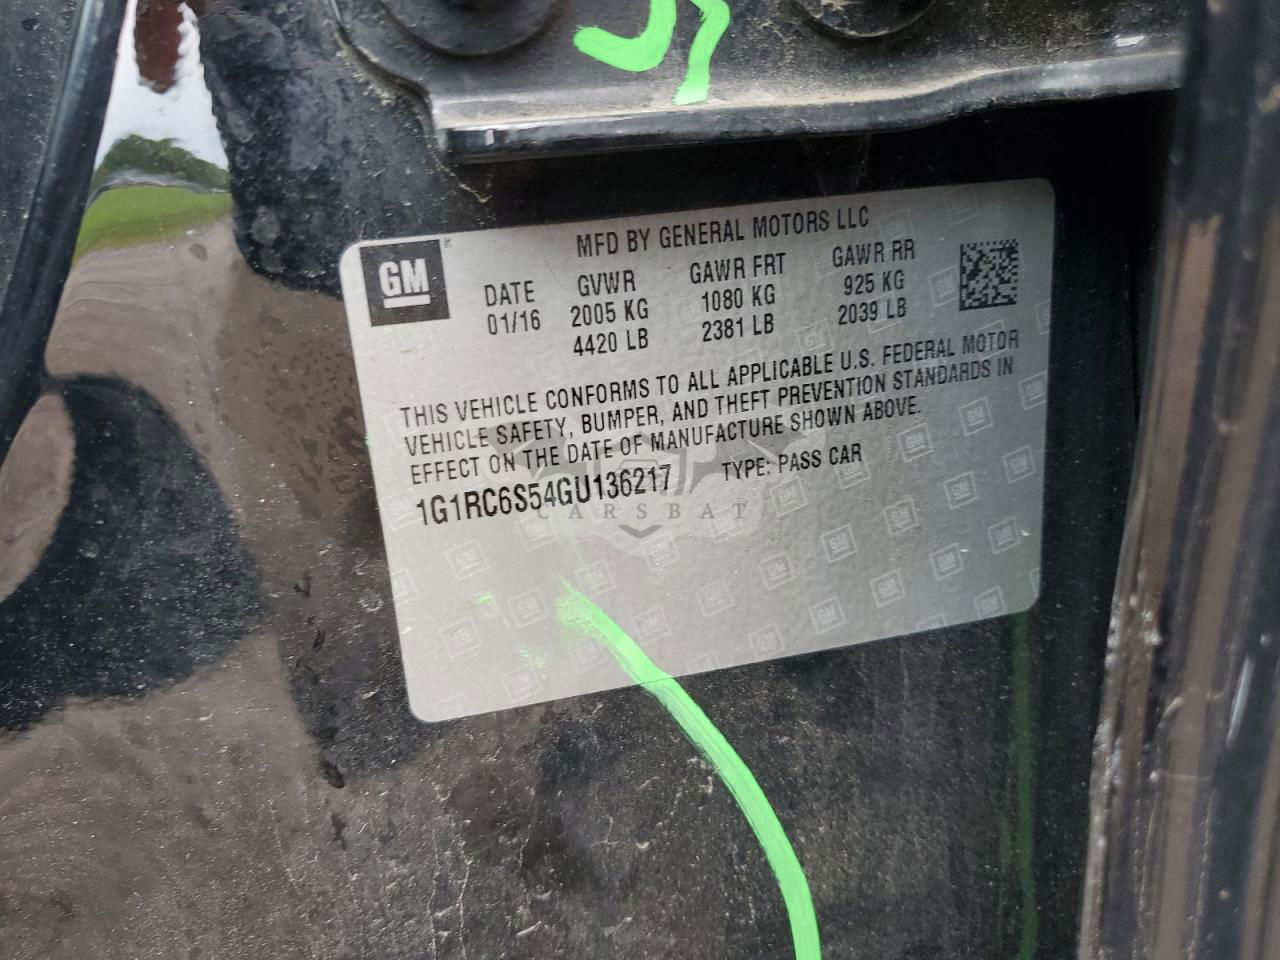 MFD BY GENERAL MOTORS LLC
GM
DATE GVWR GAWR FRT GAWR RR
01/16 2005 KG 1080 KG 925 KG
4420 LB 2381 LB 2039 LB
THIS VEHICLE CONFORMS TO ALL APPLICABLE U.S. FEDERAL MOTOR
VEHICLE SAFETY, BUMPER, AND THEFT PREVENTION STANDARDS IN
EFFECT ON THE DATE OF MANUFACTURE SHOWN ABOVE.
1G1RC6S54GU136217 TYPE: PASS CAR
CARSBAT